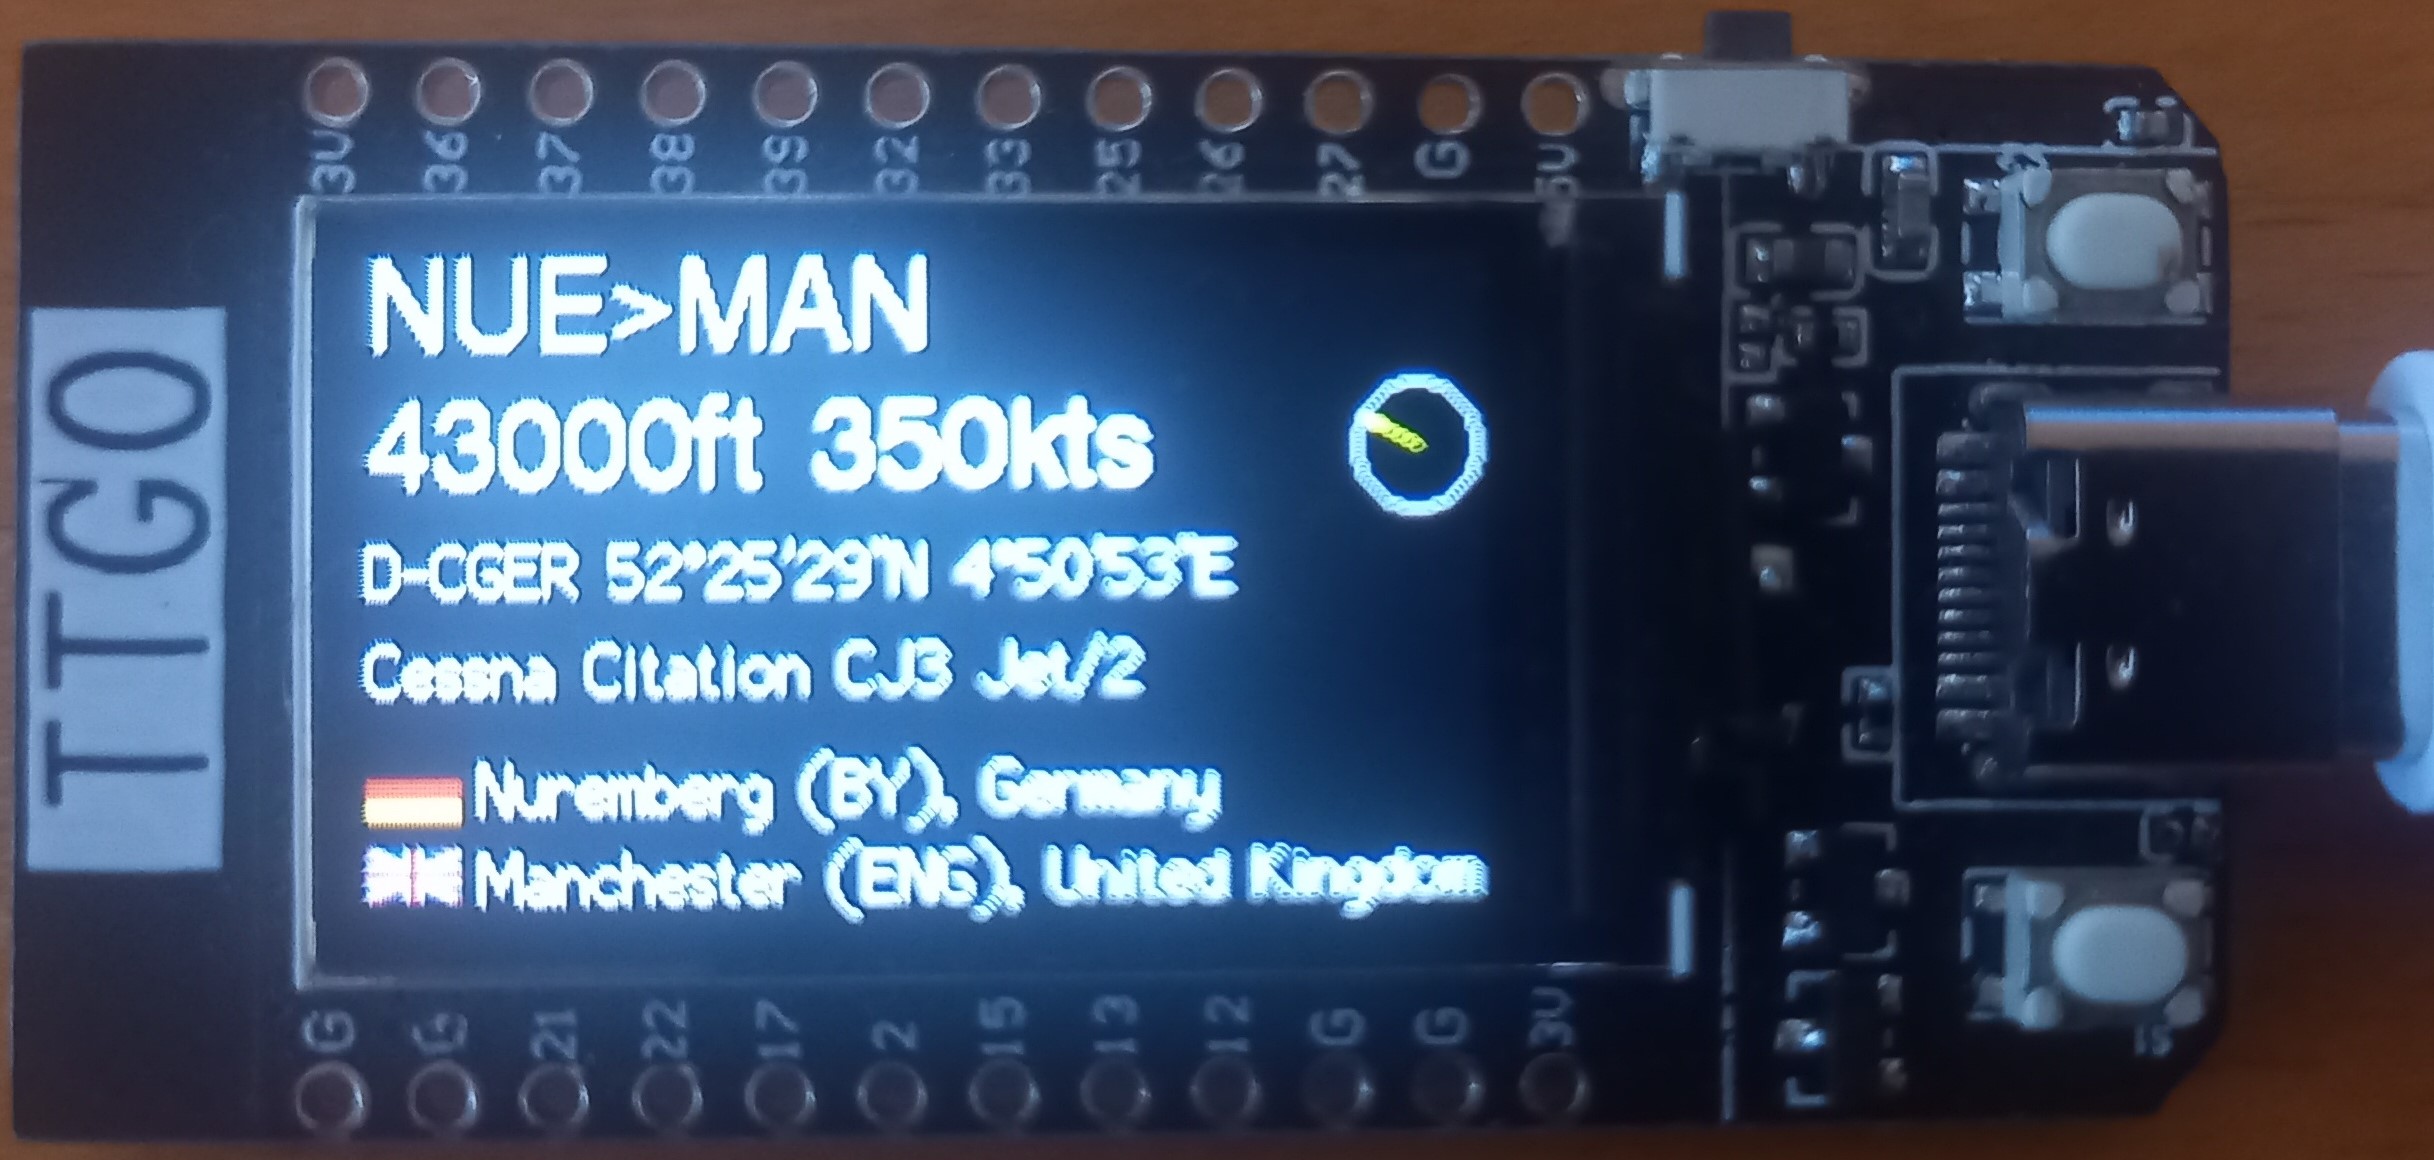 TTGO
3V 36 37 38 39 32 33 25 26 27 G 5V
NUE>MAN
43000ft 350kts
D-CGER 52°25'29"N 4°50'53"E
Cessna Citation CJ3 Jet/2
Nuremberg (BY), Germany
Manchester (ENG), United Kingdom
G G 21 22 17 2 15 13 12 G G 3V